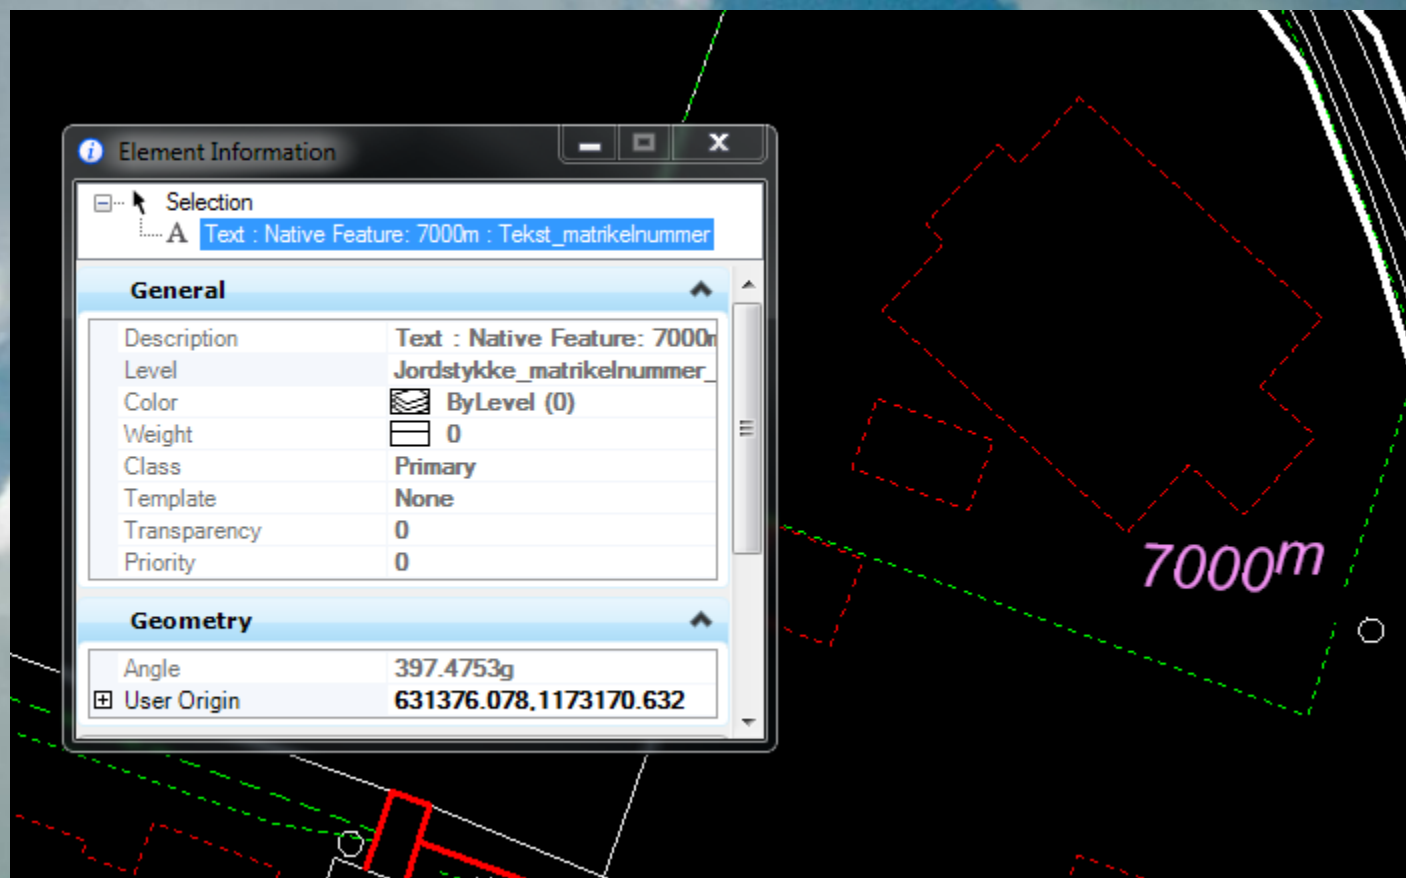 Element Information
Selection
A Text : Native Feature: 7000m : Tekst_matrikelnummer
General
Description Text : Native Feature: 7000
Level Jordstykke_matrikelnummer_
Color ByLevel (0)
Weight 0
Class Primary
Template None
Transparency 0
Priority 0
Geometry
Angle 397.4753g
User Origin 631376.078,1173170.632
7000m